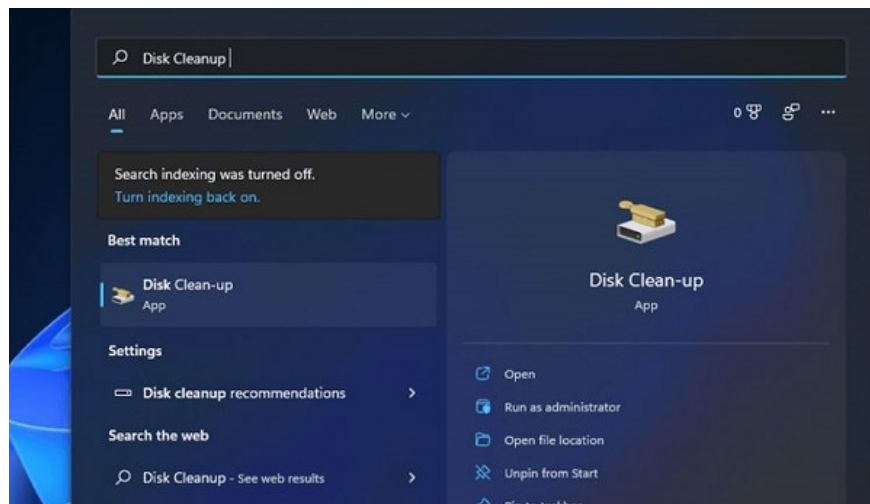 Disk Cleanup
All Apps Documents Web More
0
Search indexing was turned off.
Turn indexing back on.
Best match
Disk Clean-up
App
Settings
Disk cleanup recommendations
Search the web
Disk Cleanup - See web results
Disk Clean-up
App
Open
Run as administrator
Open file location
Unpin from Start